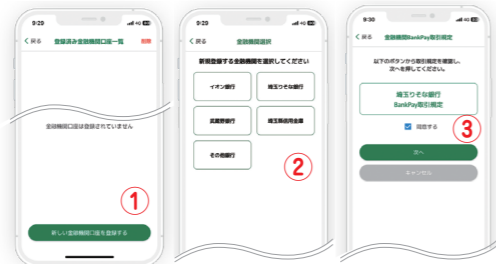 9:29
戻る 登録済み金融機関口座一覧 削除
金融機関口座は登録されていません
①
新しい金融機関口座を登録する
9:29
4G
戻る 金融機関選択
新規登録する金融機関を選択してください
イオン銀行 埼玉りそな銀行
武蔵野銀行 埼玉縣信用金庫
その他銀行
②
9:30
4G
戻る 金融機関BankPay取引規定
以下のボタンから取引規定を確認し、
次へを押してください。
埼玉りそな銀行
BankPay取引規定
同意する
③
次へ
キャンセル